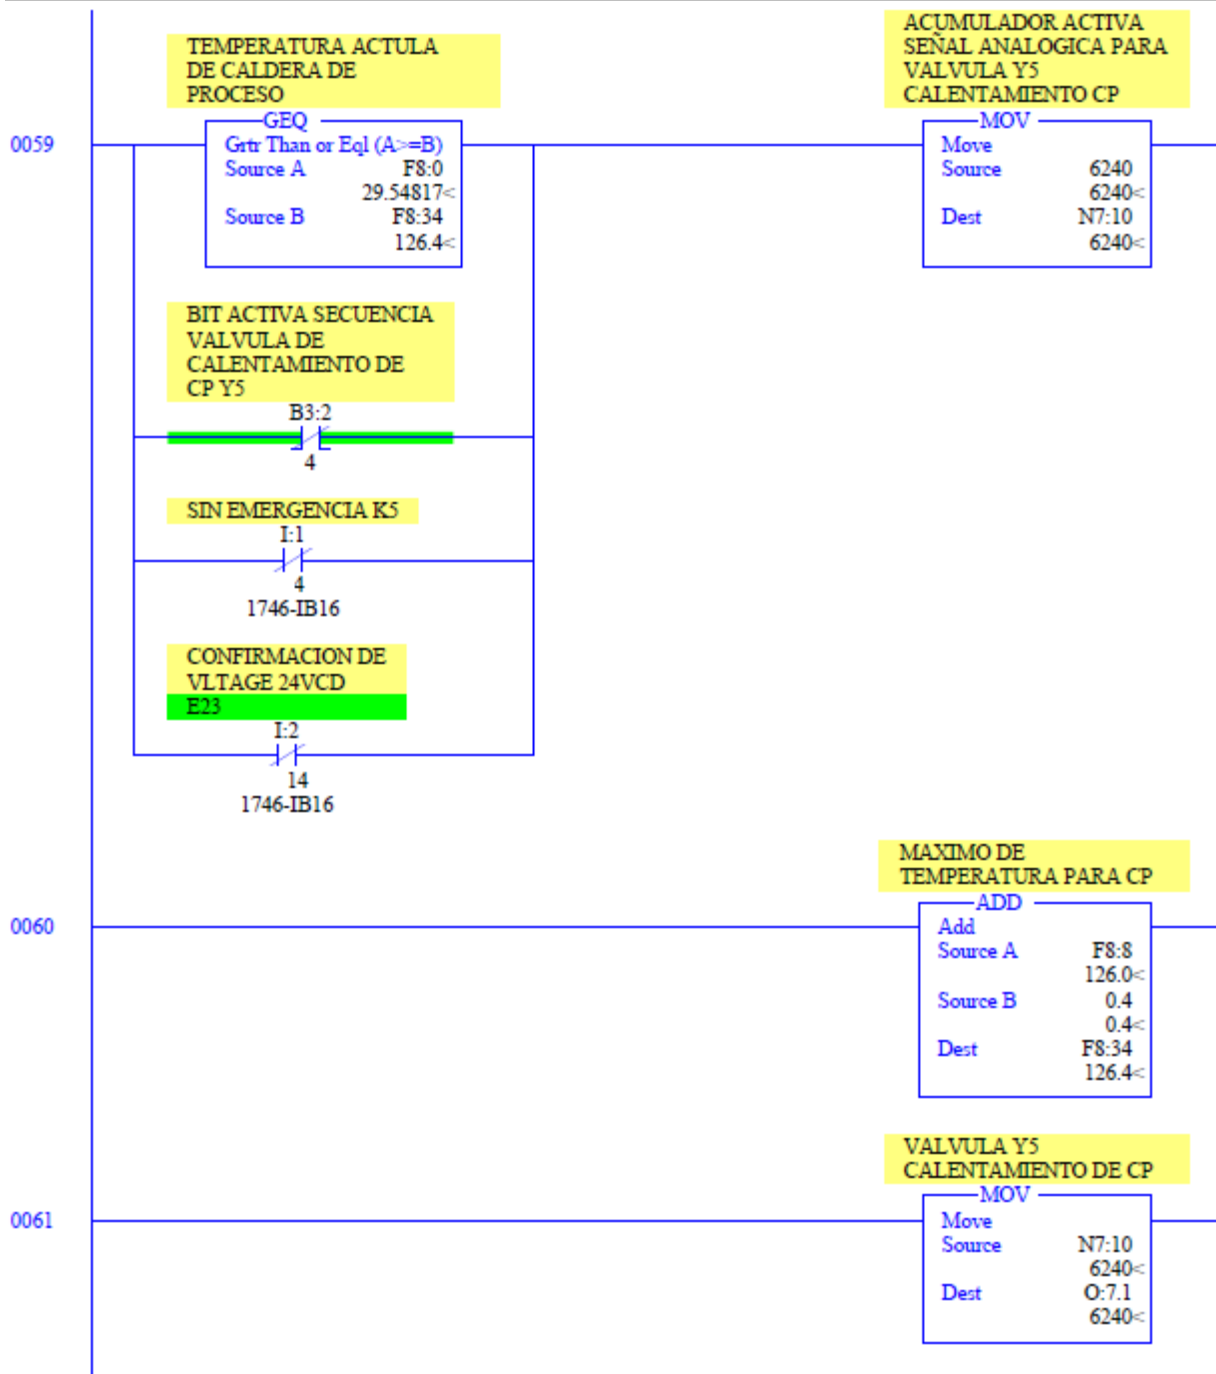 TEMPERATURA ACTULA
DE CALDERA DE
PROCESO
ACUMULADOR ACTIVA
SEÑAL ANALOGICA PARA
VALVULA Y5
CALENTAMIENTO CP
0059
GEQ
Grtr Than or Eql (A>=B)
Source A F8:0
29.54817<
Source B F8:34
126.4<
MOV
Move
Source 6240
6240<
Dest N7:10
6240<
BIT ACTIVA SECUENCIA
VALVULA DE
CALENTAMIENTO DE
CP Y5
B3:2
4
SIN EMERGENCIA K5
I:1
4
1746-IB16
CONFIRMACION DE
VLTAGE 24VCD
E23
I:2
14
1746-IB16
MAXIMO DE
TEMPERATURA PARA CP
0060
ADD
Add
Source A F8:8
126.0<
Source B 0.4
0.4<
Dest F8:34
126.4<
VALVULA Y5
CALENTAMIENTO DE CP
0061
MOV
Move
Source N7:10
6240<
Dest O:7.1
6240<